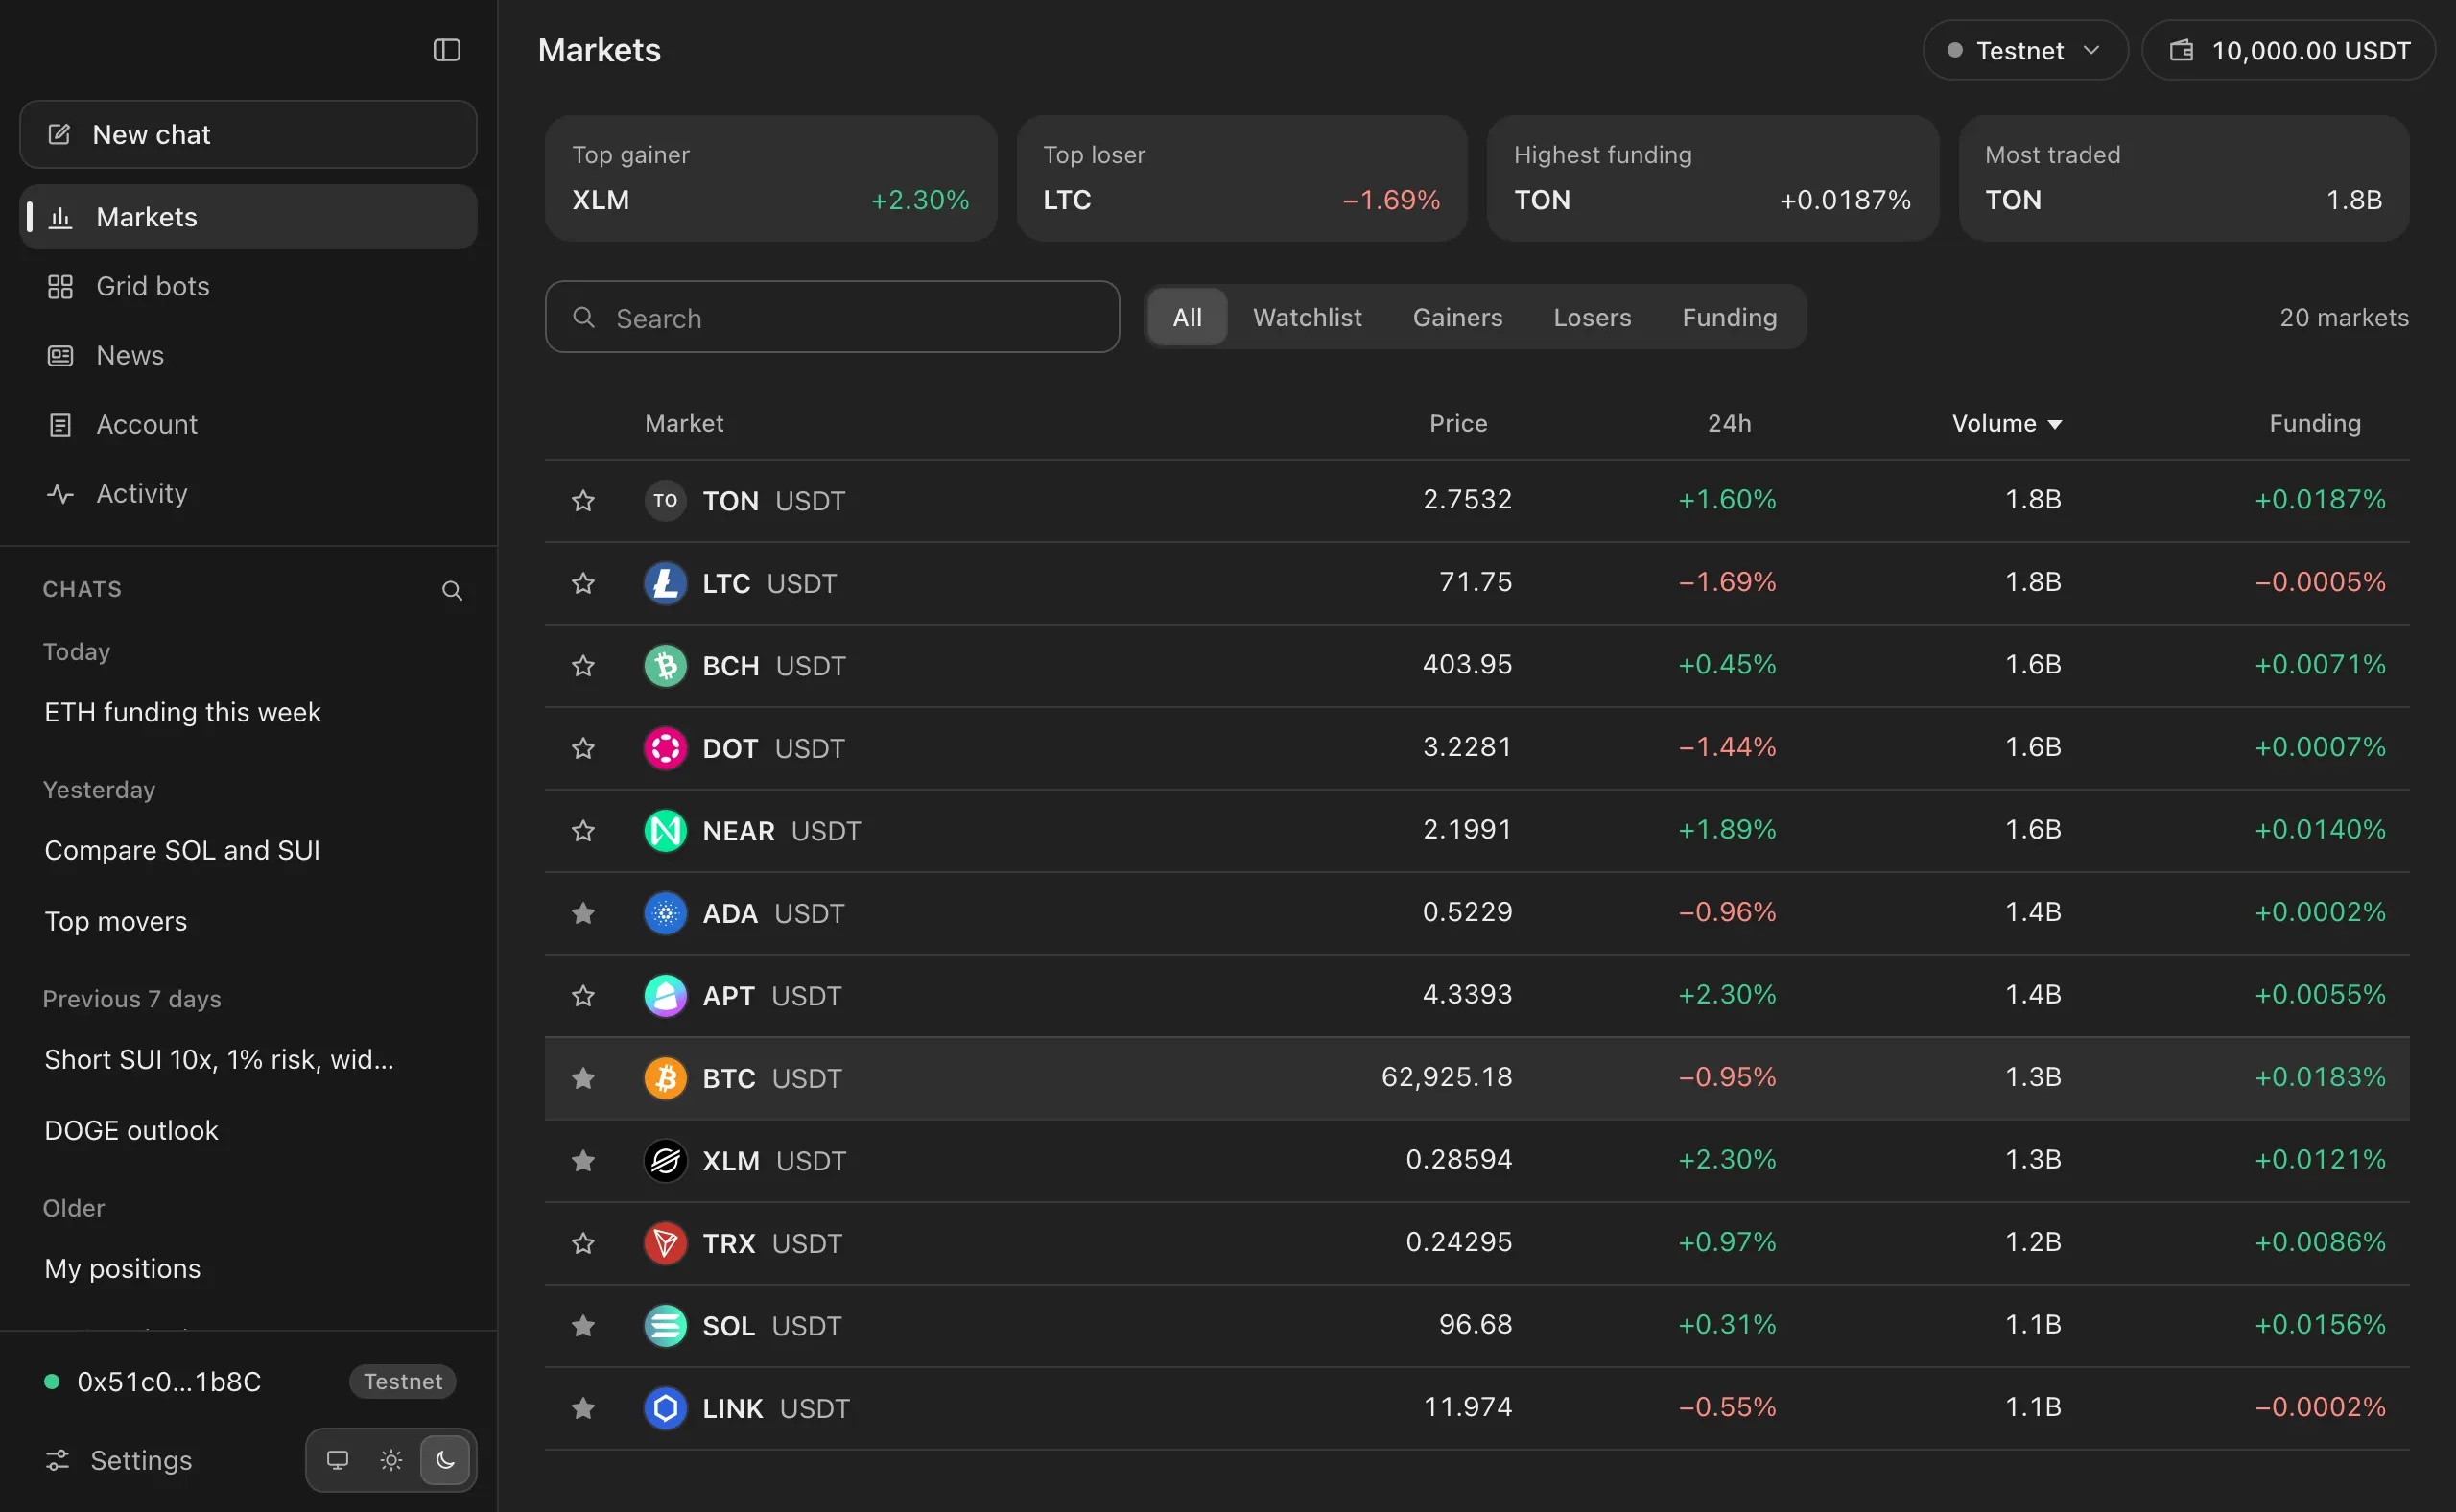 New chat
Markets
Grid bots
News
Account
Activity
CHATS
Today
ETH funding this week
Yesterday
Compare SOL and SUI
Top movers
Previous 7 days
Short SUI 10x, 1% risk, wid...
DOGE outlook
Older
My positions
0x51c0...1b8C Testnet
Settings
Markets
Testnet 10,000.00 USDT
Top gainer
XLM +2.30%
Top loser
LTC −1.69%
Highest funding
TON +0.0187%
Most traded
TON 1.8B
Search All Watchlist Gainers Losers Funding 20 markets
Market Price 24h Volume Funding
TO TON USDT 2.7532 +1.60% 1.8B +0.0187%
LTC USDT 71.75 −1.69% 1.8B −0.0005%
BCH USDT 403.95 +0.45% 1.6B +0.0071%
DOT USDT 3.2281 −1.44% 1.6B +0.0007%
NEAR USDT 2.1991 +1.89% 1.6B +0.0140%
ADA USDT 0.5229 −0.96% 1.4B +0.0002%
APT USDT 4.3393 +2.30% 1.4B +0.0055%
BTC USDT 62,925.18 −0.95% 1.3B +0.0183%
XLM USDT 0.28594 +2.30% 1.3B +0.0121%
TRX USDT 0.24295 +0.97% 1.2B +0.0086%
SOL USDT 96.68 +0.31% 1.1B +0.0156%
LINK USDT 11.974 −0.55% 1.1B −0.0002%